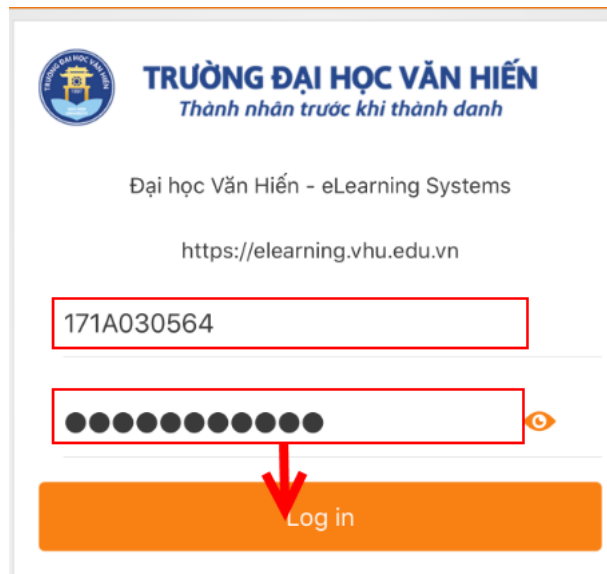 TRƯỜNG ĐẠI HỌC VĂN HIẾN
Thành nhân trước khi thành danh
Đại học Văn Hiến - eLearning Systems
https://elearning.vhu.edu.vn
171A030564
●●●●●●●●●●●
Log in